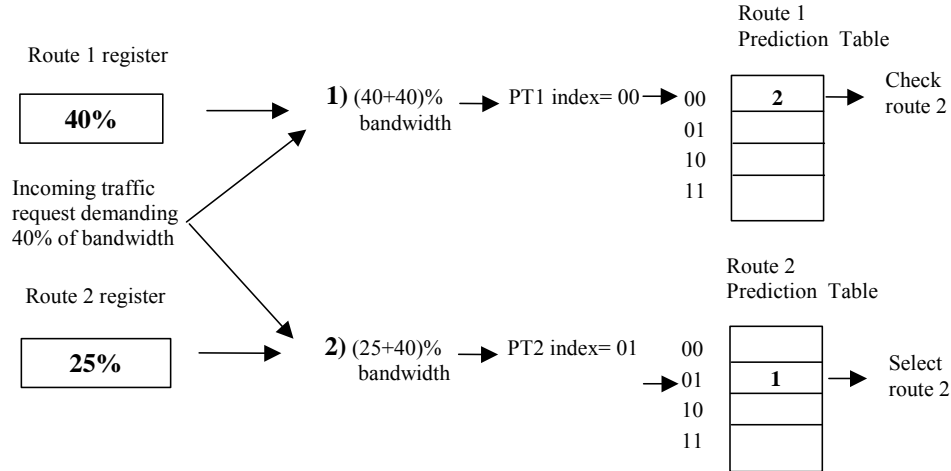 Route 1 register
40%
1) (40+40)%
bandwidth
PT1 index= 00
Route 1
Prediction Table
00
01
10
11
2
Check
route 2
Incoming traffic
request demanding
40% of bandwidth
Route 2 register
25%
2) (25+40)%
bandwidth
PT2 index= 01
Route 2
Prediction Table
00
01
10
11
1
Select
route 2